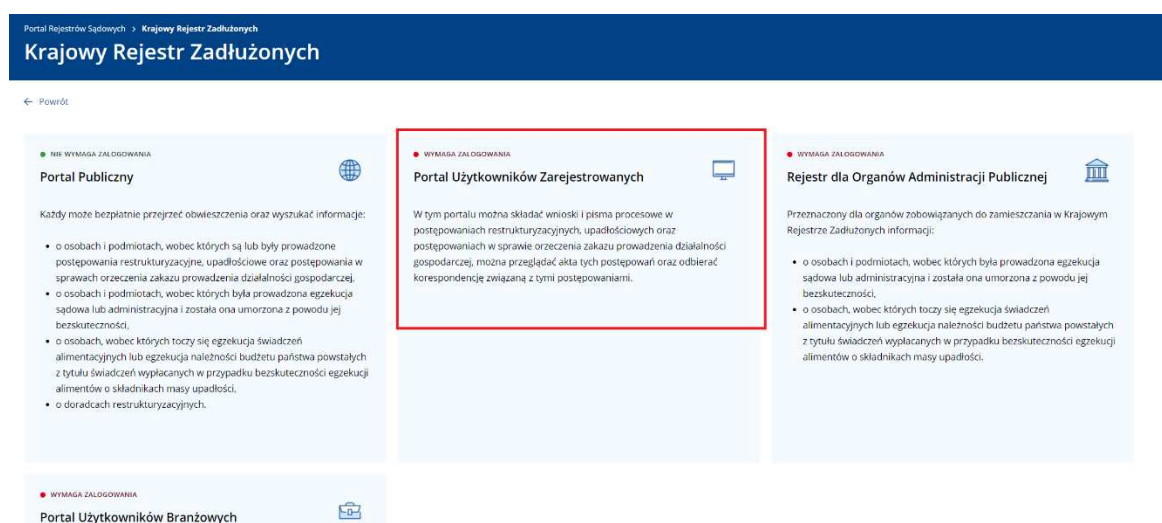 Portal Rejestrów Sądowych > Krajowy Rejestr Zadłużonych
Krajowy Rejestr Zadłużonych
← Powrót
NIE WYMAGA ZALOGOWANIA
Portal Publiczny
Każdy może bezpłatnie przejrzeć obwieszczenia oraz wyszukać informacje:
• o osobach i podmiotach, wobec których są lub były prowadzone
postępowania restrukturyzacyjne, upadłościowe oraz postępowania w
sprawach orzeczenia zakazu prowadzenia działalności gospodarczej,
• o osobach i podmiotach, wobec których była prowadzona egzekucja
sądowa lub administracyjna i została ona umorzona z powodu jej
bezskuteczności,
• o osobach, wobec których toczy się egzekucja świadczeń
alimentacyjnych lub egzekucja należności budżetu państwa powstałych
z tytułu świadczeń wypłacanych w przypadku bezskuteczności egzekucji
alimentów o składnikach masy upadłości,
• o doradcach restrukturyzacyjnych.
WYMAGA ZALOGOWANIA
Portal Użytkowników Zarejestrowanych
W tym portalu można składać wnioski i pisma procesowe w
postępowaniach restrukturyzacyjnych, upadłościowych oraz
postępowaniach w sprawie orzeczenia zakazu prowadzenia działalności
gospodarczej, można przeglądać akta tych postępowań oraz odbierać
korespondencję związaną z tymi postępowaniami.
WYMAGA ZALOGOWANIA
Rejestr dla Organów Administracji Publicznej
Przeznaczony dla organów zobowiązanych do zamieszczania w Krajowym
Rejestrze Zadłużonych informacji:
• o osobach i podmiotach, wobec których była prowadzona egzekucja
sądowa lub administracyjna i została ona umorzona z powodu jej
bezskuteczności,
• o osobach, wobec których toczy się egzekucja świadczeń
alimentacyjnych lub egzekucja należności budżetu państwa powstałych
z tytułu świadczeń wypłacanych w przypadku bezskuteczności egzekucji
alimentów o składnikach masy upadłości.
WYMAGA ZALOGOWANIA
Portal Użytkowników Branżowych